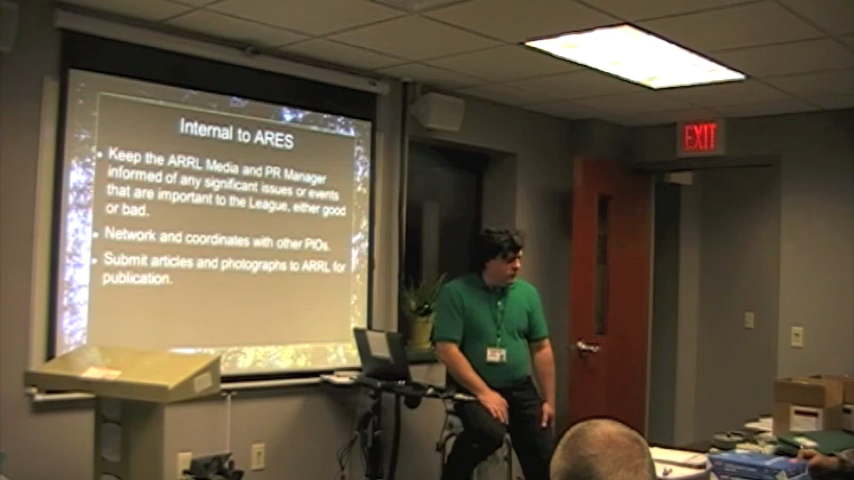 Internal to ARES
• Keep the ARRL Media and PR Manager
informed of any significant issues or events
that are important to the League, either good
or bad.
• Network and coordinates with other PIOs.
• Submit articles and photographs to ARRL for
publication.
EXIT